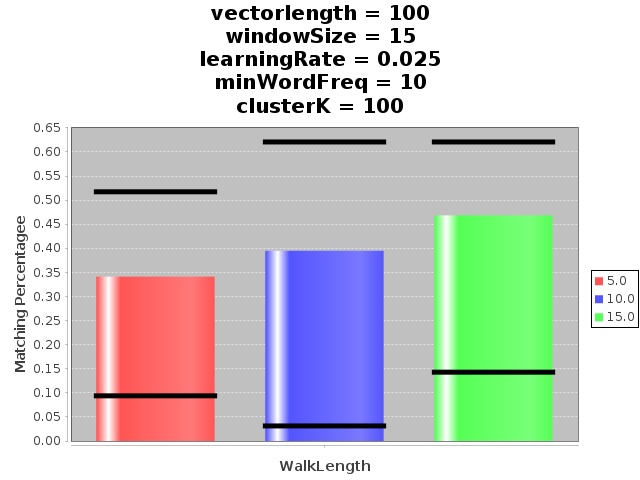 vectorlength = 100
windowSize = 15
learningRate = 0.025
minWordFreq = 10
clusterK = 100
0.65
0.60
0.55
0.50
0.45
0.40
0.35
0.30
0.25
0.20
0.15
0.10
0.05
0.00
Matching Percentagee
WalkLength
5.0
10.0
15.0